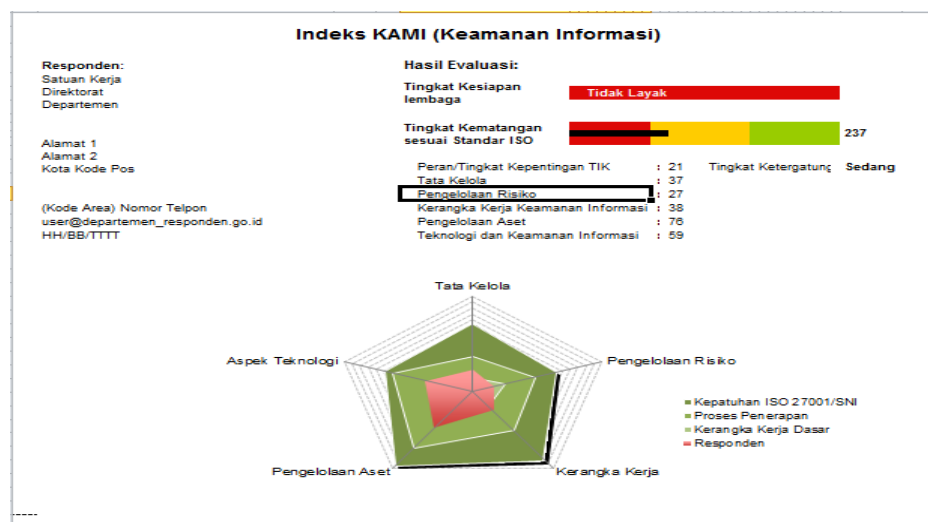 Indeks KAMI (Keamanan Informasi)
Responden:
Satuan Kerja
Direktorat
Departemen
Alamat 1
Alamat 2
Kota Kode Pos
(Kode Area) Nomor Telpon
user@departemen_responden.go.id
HH/BB/TTTT
Hasil Evaluasi:
Tingkat Kesiapan
lembaga
Tidak Layak
Tingkat Kematangan
sesuai Standar ISO
237
Peran/Tingkat Kepentingan TIK : 21 Tingkat Ketergatung Sedang
Tata Kelola : 37
Pengelolaan Risiko : 27
Kerangka Kerja Keamanan Informasi : 38
Pengelolaan Aset : 76
Teknologi dan Keamanan Informasi : 59
Tata Kelola
Aspek Teknologi
Pengelolaan Risiko
Pengelolaan Aset
Kerangka Kerja
Kepatuhan ISO 27001/SNI
Proses Penerapan
Kerangka Kerja Dasar
Responden